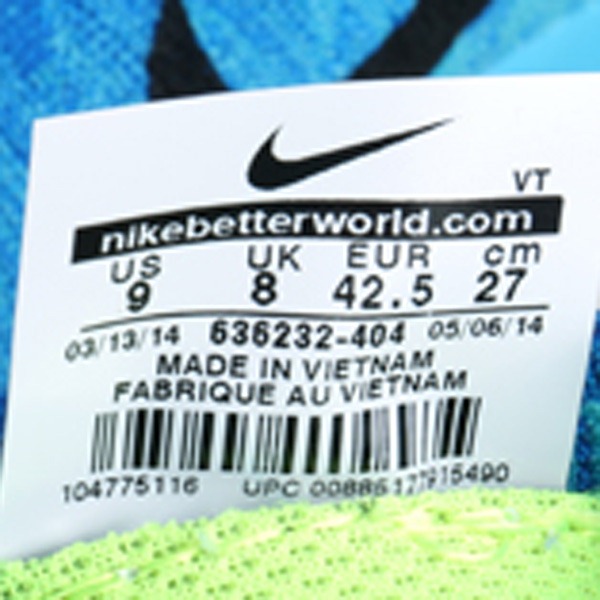 VT
nikebetterworld.com
US UK EUR cm
9 8 42.5 27
03/13/14 636232-404 05/06/14
MADE IN VIETNAM
FABRIQUE AU VIETNAM
104775116 UPC